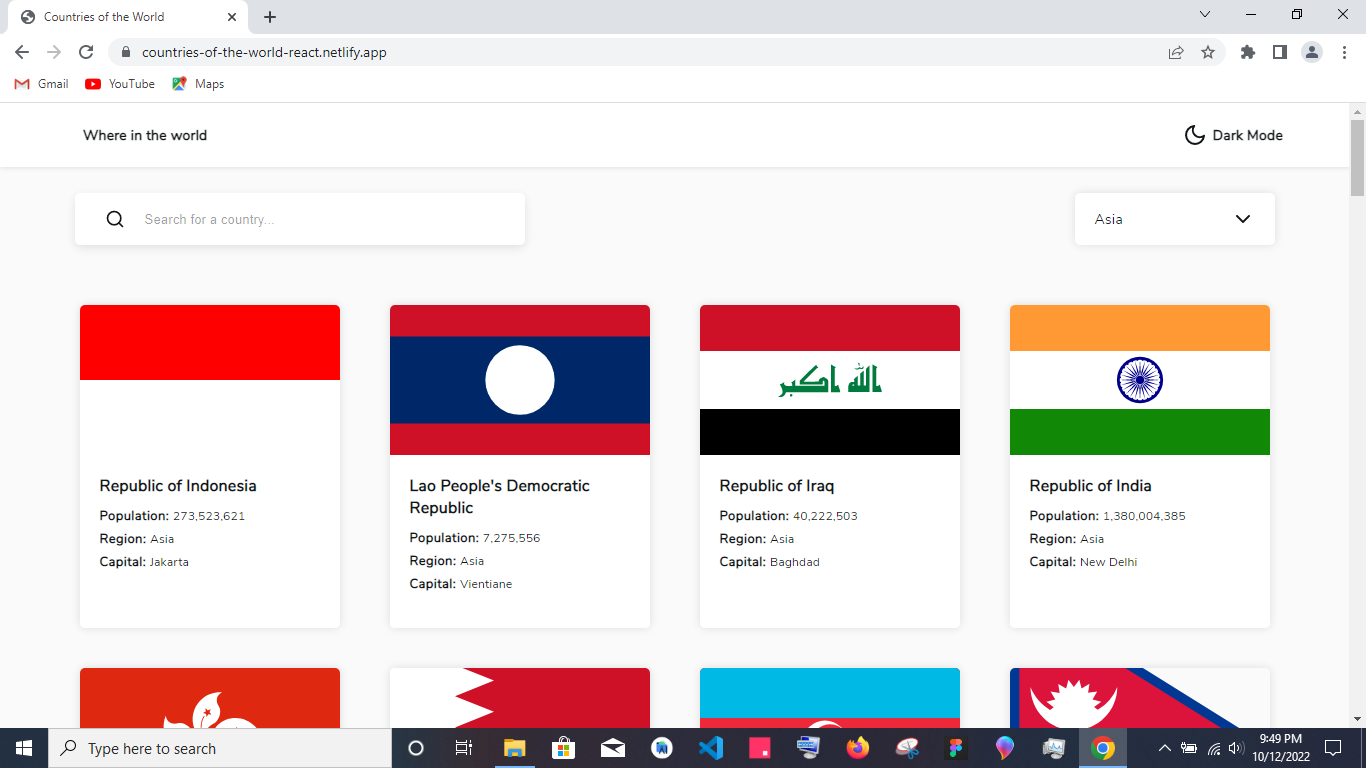 Countries of the World
countries-of-the-world-react.netlify.app
Gmail YouTube Maps
Where in the world
Dark Mode
Search for a country...
Asia
الله اكبر
Republic of Indonesia
Population: 273,523,621
Region: Asia
Capital: Jakarta
Lao People's Democratic
Republic
Population: 7,275,556
Region: Asia
Capital: Vientiane
Republic of Iraq
Population: 40,222,503
Region: Asia
Capital: Baghdad
Republic of India
Population: 1,380,004,385
Region: Asia
Capital: New Delhi
Type here to search
9:49 PM
10/12/2022